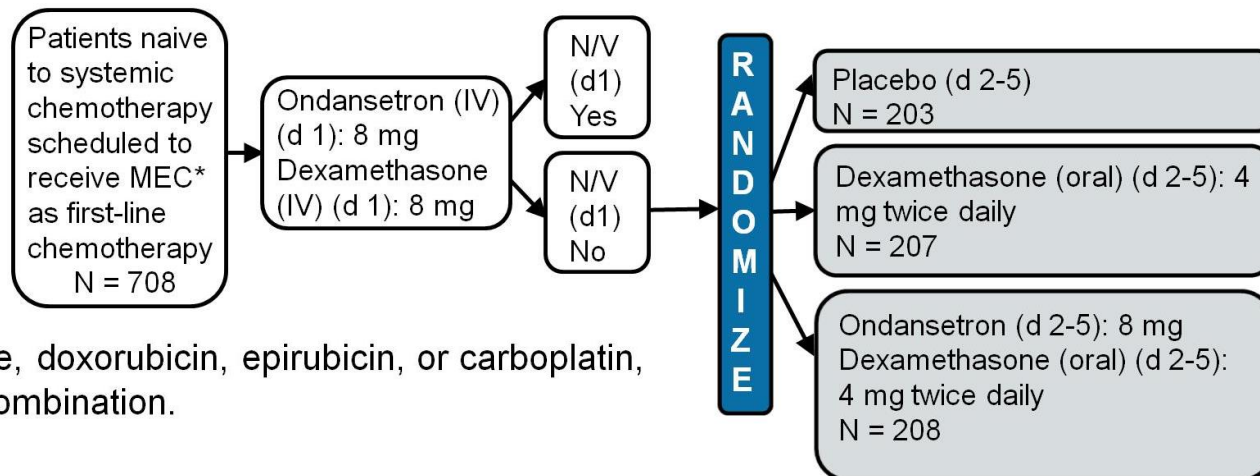 Patients naive
to systemic
chemotherapy
scheduled to
receive MEC*
as first-line
chemotherapy
N = 708
Ondansetron (IV)
(d 1): 8 mg
Dexamethasone
(IV) (d 1): 8 mg
N/V
(d1)
Yes
N/V
(d1)
No
RANDOMIZE
Placebo (d 2-5)
N = 203
Dexamethasone (oral) (d 2-5): 4
mg twice daily
N = 207
Ondansetron (d 2-5): 8 mg
Dexamethasone (oral) (d 2-5):
4 mg twice daily
N = 208
doxorubicin, epirubicin, or carboplatin,